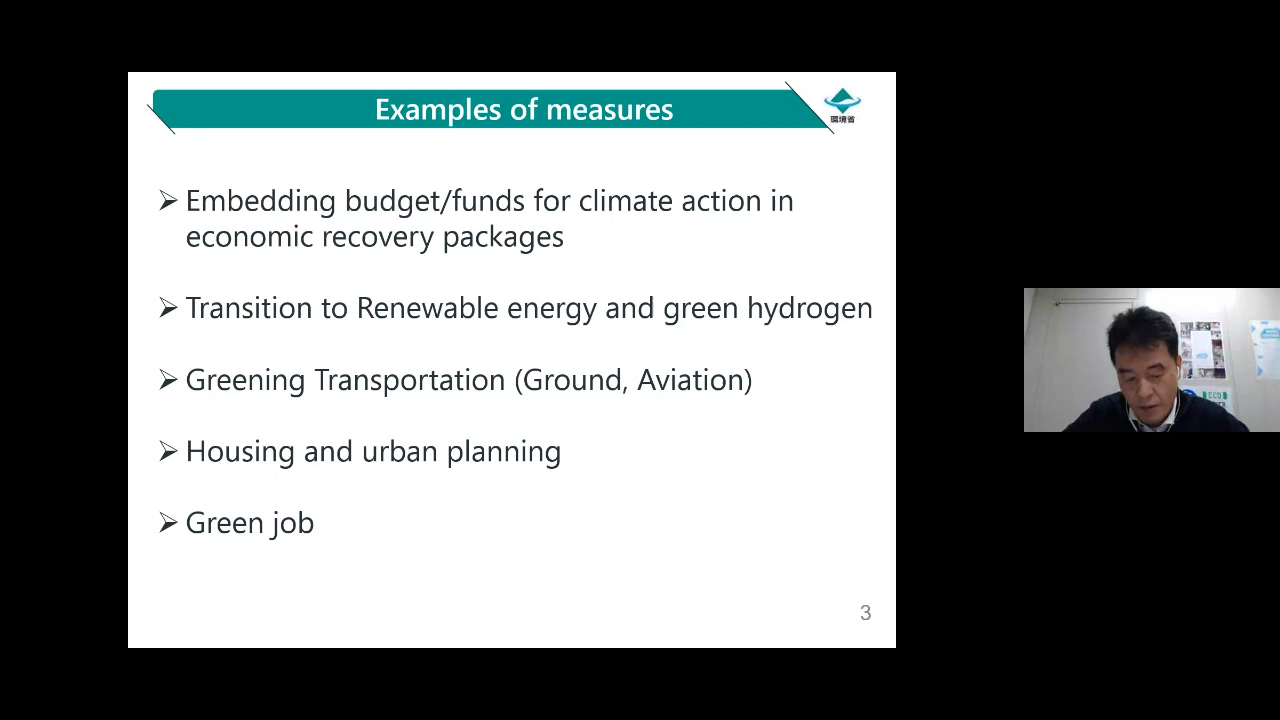 Examples of measures
環境省
➢ Embedding budget/funds for climate action in
economic recovery packages
➢ Transition to Renewable energy and green hydrogen
➢ Greening Transportation (Ground, Aviation)
➢ Housing and urban planning
➢ Green job
3
ECO